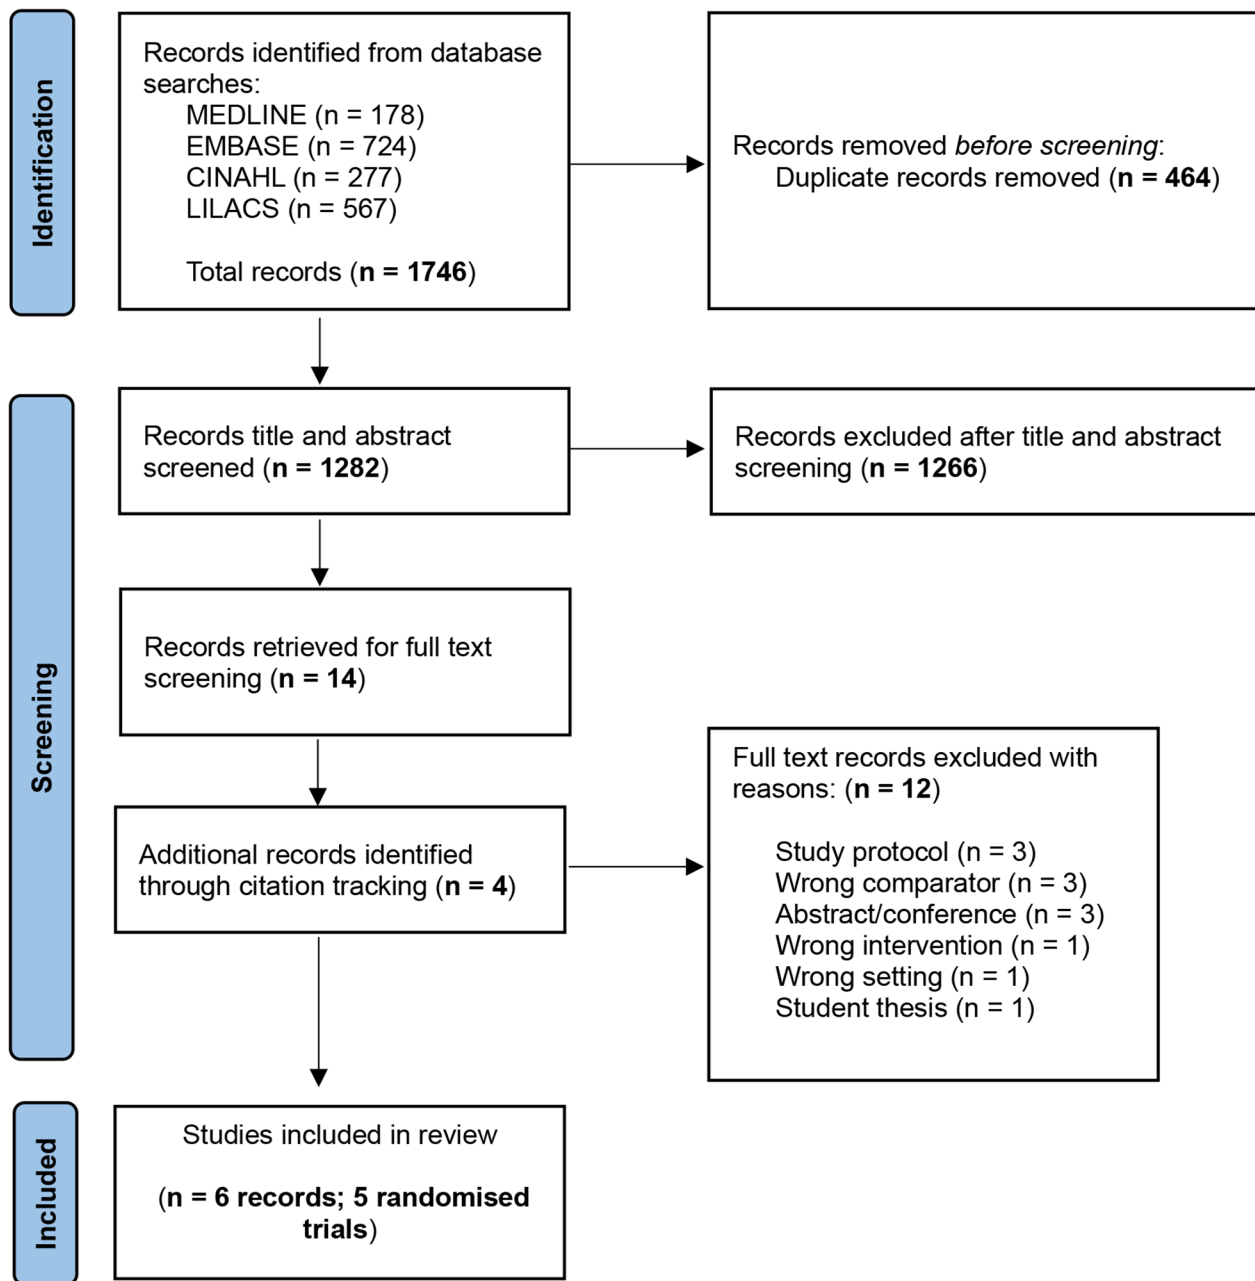 Identification
Records identified from database
searches:
MEDLINE (n = 178)
EMBASE (n = 724)
CINAHL (n = 277)
LILACS (n = 567)
Total records (n = 1746)
Records removed before screening:
Duplicate records removed (n = 464)
Screening
Records title and abstract
screened (n = 1282)
Records excluded after title and abstract
screening (n = 1266)
Records retrieved for full text
screening (n = 14)
Additional records identified
through citation tracking (n = 4)
Full text records excluded with
reasons: (n = 12)
Study protocol (n = 3)
Wrong comparator (n = 3)
Abstract/conference (n = 3)
Wrong intervention (n = 1)
Wrong setting (n = 1)
Student thesis (n = 1)
Included
Studies included in review
(n = 6 records; 5 randomised
trials)